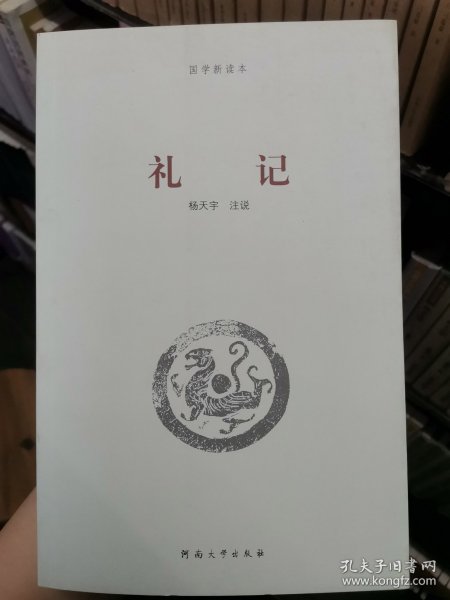 国学新读本
礼 记
杨天宇 注说
河南大学出版社
孔夫子旧书网
www.kongfz.com